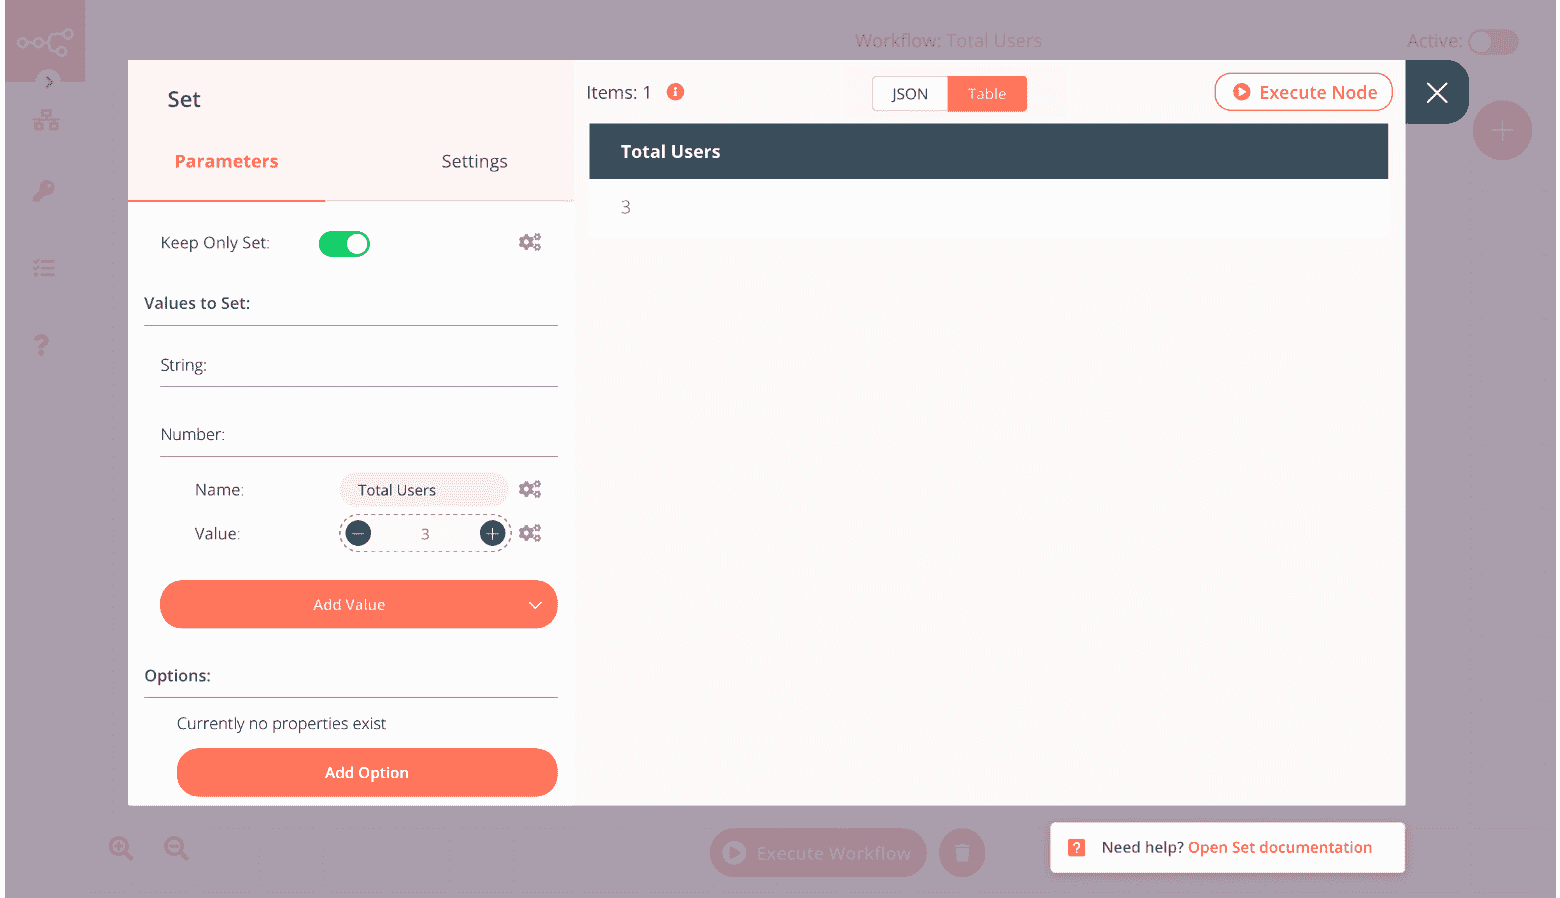 Workflow: Total Users
Active:
Set
Parameters
Settings
Keep Only Set:
Values to Set:
String:
Number:
Name:
Total Users
Value:
3
Add Value
Options:
Currently no properties exist
Add Option
Items: 1
JSON
Table
Execute Node
Total Users
3
Execute Workflow
Need help? Open Set documentation